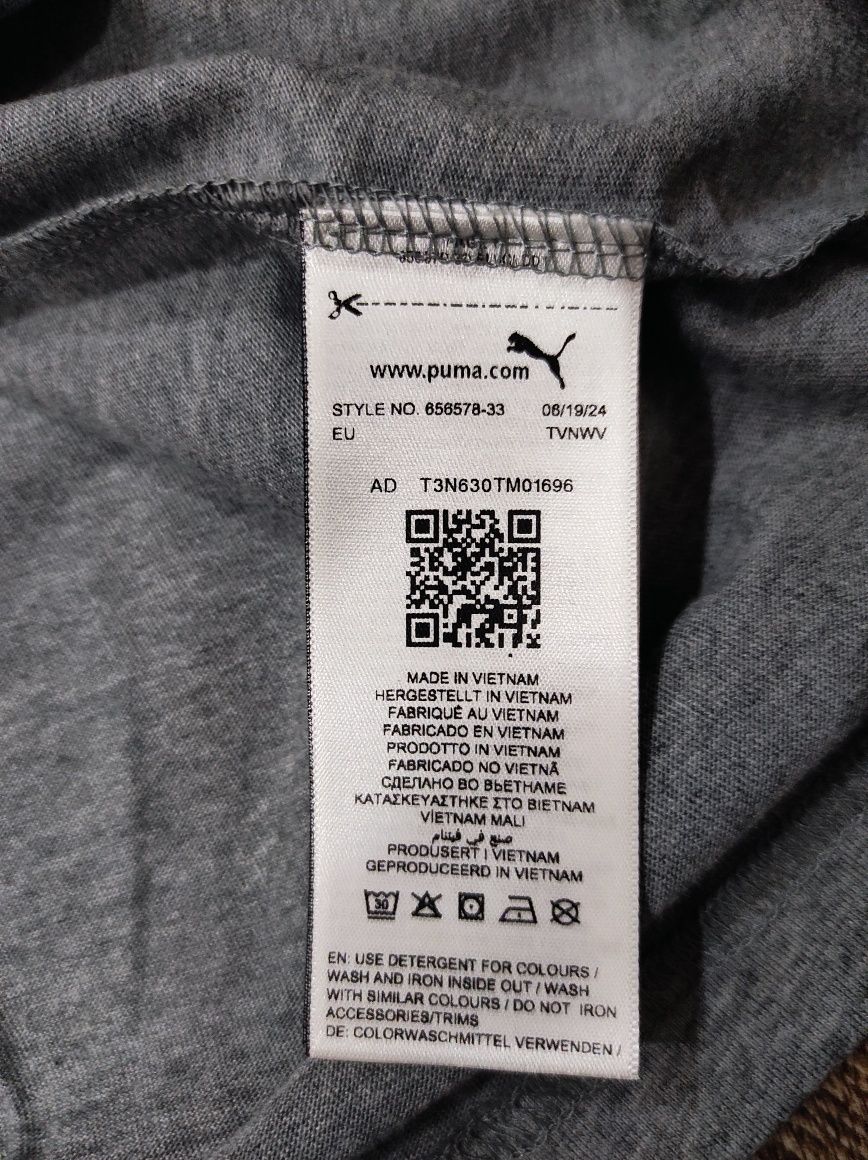 www.puma.com
STYLE NO. 656578-33 06/19/24
EU TVNWV
AD T3N630TM01696
MADE IN VIETNAM
HERGESTELLT IN VIETNAM
FABRIQUÉ AU VIETNAM
FABRICADO EN VIETNAM
PRODOTTO IN VIETNAM
FABRICADO NO VIETNÃ
СДЕЛАНО ВО ВЬЕТНАМЕ
ΚΑΤΑΣΚΕΥΑΣΤΗΚΕ ΣΤΟ ΒΙΕΤΝΑΜ
VİETNAM MALI
صنع في فيتنام
PRODUSERT I VIETNAM
GEPRODUCEERD IN VIETNAM
30
EN: USE DETERGENT FOR COLOURS /
WASH AND IRON INSIDE OUT / WASH
WITH SIMILAR COLOURS / DO NOT IRON
ACCESSORIES/TRIMS
DE: COLORWASCHMITTEL VERWENDEN /